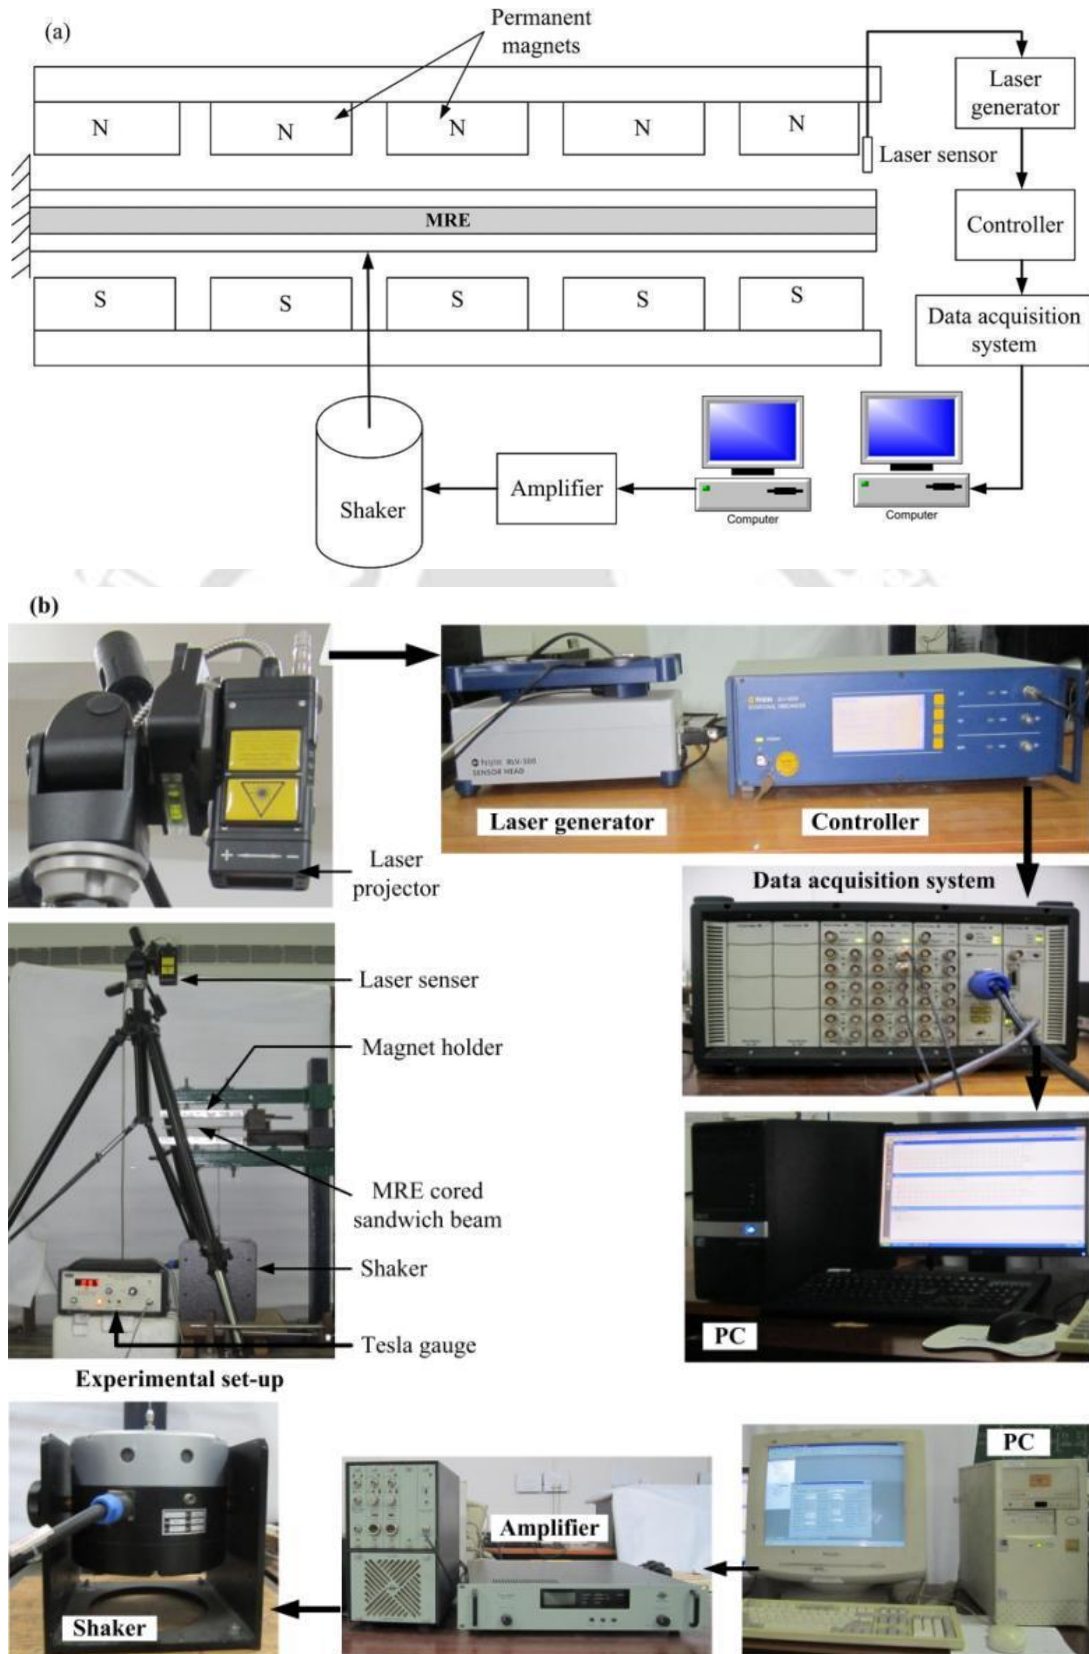 (a)
Permanent
magnets
N
N
N
N
N
Laser
generator
Laser sensor
MRE
Controller
S
S
S
S
S
Data acquisition
system
Shaker
Amplifier
Computer
Computer
(b)
Laser
projector
SENSOR HEAD
Laser generator
Controller
Data acquisition system
Laser senser
Magnet holder
MRE cored
sandwich beam
Shaker
Tesla gauge
PC
Experimental set-up
Shaker
Amplifier
PC